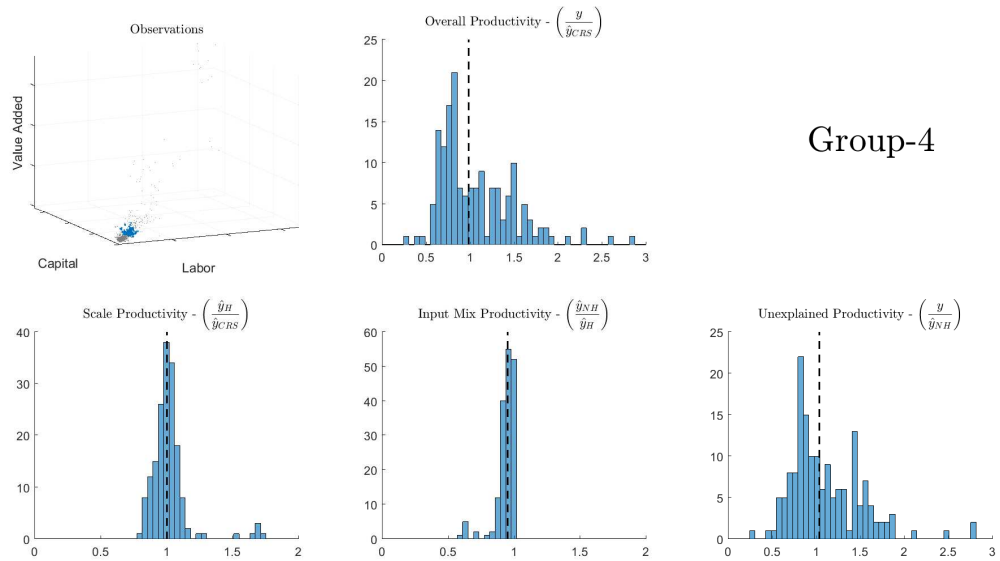 Observations
Value Added
Capital
Labor
Overall Productivity - (y / ŷ_CRS)
25
20
15
10
5
0
0 0.5 1 1.5 2 2.5 3
Group-4
Scale Productivity - (ŷ_H / ŷ_CRS)
40
30
20
10
0
0 0.5 1 1.5 2
Input Mix Productivity - (ŷ_NH / ŷ_H)
60
50
40
30
20
10
0
0 0.5 1 1.5 2
Unexplained Productivity - (y / ŷ_NH)
25
20
15
10
5
0
0 0.5 1 1.5 2 2.5 3